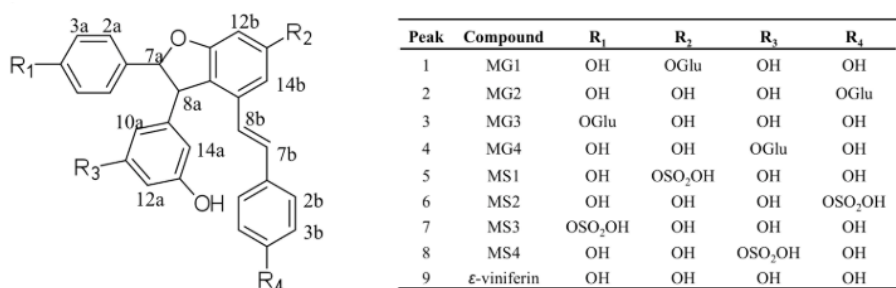 3a 2a 12b R2
R1 7a O
8a 14b
10a 8b
R3 14a 7b
12a OH 2b
3b
R4
Peak Compound R1 R2 R3 R4
1 MG1 OH OGlu OH OH
2 MG2 OH OH OH OGlu
3 MG3 OGlu OH OH OH
4 MG4 OH OH OGlu OH
5 MS1 OH OSO2OH OH OH
6 MS2 OH OH OH OSO2OH
7 MS3 OSO2OH OH OH OH
8 MS4 OH OH OSO2OH OH
9 ε-viniferin OH OH OH OH